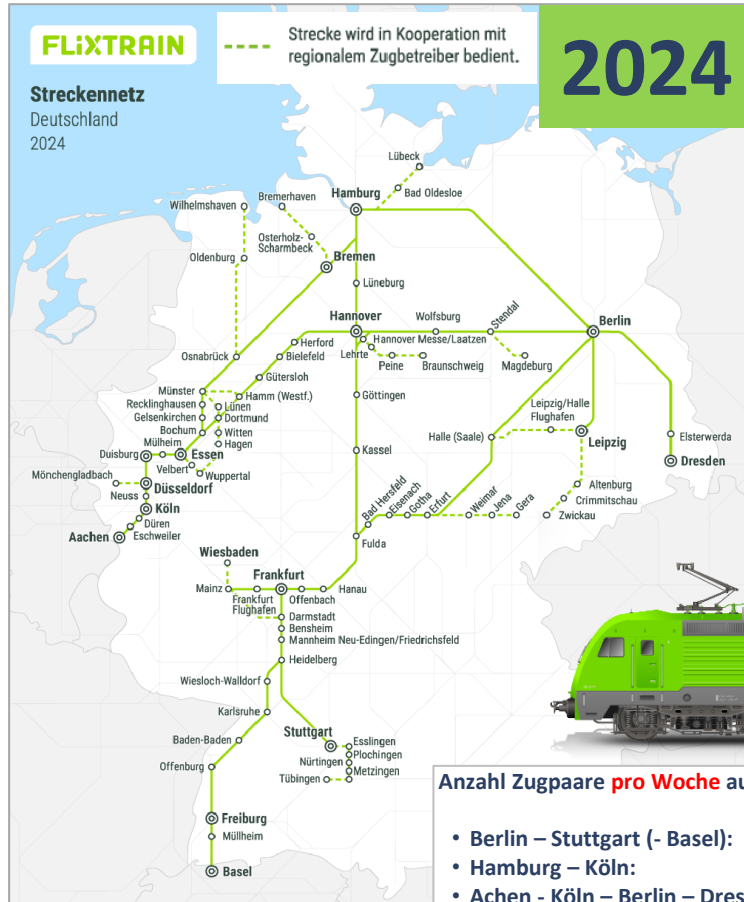 FLiXTRAIN
Strecke wird in Kooperation mit
regionalem Zugbetreiber bedient.
2024
Streckennetz
Deutschland
2024
Lübeck
Bad Oldesloe
Hamburg
Bremerhaven
Wilhelmshaven
Osterholz-
Scharmbeck
Bremen
Oldenburg
Lüneburg
Hannover
Wolfsburg
Stendal
Berlin
Hannover Messe/Laatzen
Herford
Lehrte
Osnabrück
Bielefeld
Peine
Braunschweig
Magdeburg
Gütersloh
Münster
Hamm (Westf.)
Göttingen
Recklinghausen
Lünen
Leipzig/Halle
Flughafen
Gelsenkirchen
Dortmund
Bochum
Witten
Halle (Saale)
Leipzig
Elsterwerda
Mülheim
Hagen
Duisburg
Essen
Kassel
Dresden
Velbert
Wuppertal
Mönchengladbach
Düsseldorf
Altenburg
Neuss
Bad Hersfeld
Eisenach
Gotha
Erfurt
Weimar
Jena
Gera
Crimmitschau
Köln
Zwickau
Düren
Aachen
Eschweiler
Fulda
Wiesbaden
Frankfurt
Mainz
Frankfurt
Flughafen
Offenbach
Hanau
Darmstadt
Bensheim
Mannheim Neu-Edingen/Friedrichsfeld
Heidelberg
Wiesloch-Walldorf
Karlsruhe
Stuttgart
Esslingen
Baden-Baden
Plochingen
Nürtingen
Offenburg
Metzingen
Tübingen
Anzahl Zugpaare pro Woche au
• Berlin – Stuttgart (- Basel):
• Hamburg – Köln:
• Achen - Köln – Berlin – Dres
Freiburg
Müllheim
Basel